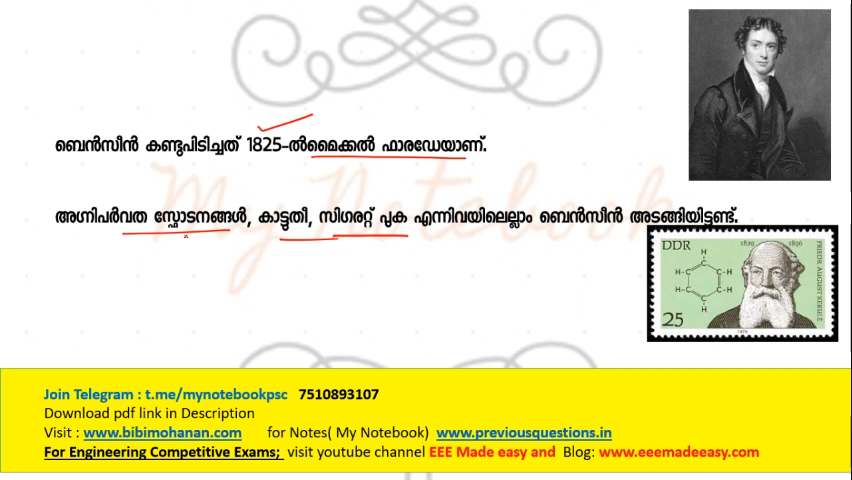 ബെൻസീൻ കണ്ടുപിടിച്ചത് 1825-ൽമൈക്കൽ ഫാരഡേയാണ്.
My Notebook
അഗ്നിപർവത സ്ഫോടനങ്ങൾ, കാട്ടുതീ, സിഗരറ്റ് പുക എന്നിവയിലെല്ലാം ബെൻസീൻ അടങ്ങിയിട്ടുണ്ട്.
DDR
1829 1896
FRIEDR. AUGUST KEKULÉ
H
H-C C-H
H-C C-H
H
25
1979
Join Telegram : t.me/mynotebookpsc 7510893107
Download pdf link in Description
Visit : www.bibimohanan.com for Notes( My Notebook) www.previousquestions.in
For Engineering Competitive Exams; visit youtube channel EEE Made easy and Blog: www.eeemadeeasy.com